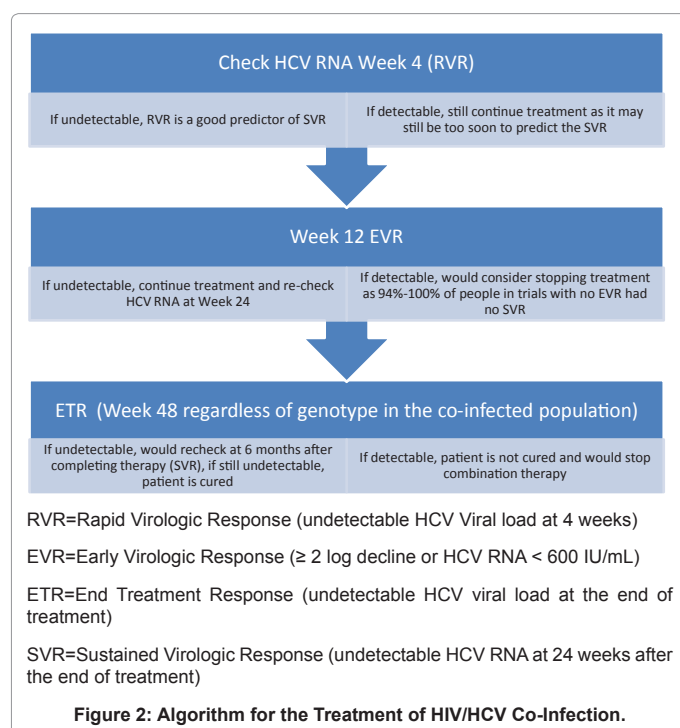 Check HCV RNA Week 4 (RVR)
If undetectable, RVR is a good predictor of SVR
If detectable, still continue treatment as it may
still be too soon to predict the SVR
Week 12 EVR
If undetectable, continue treatment and re-check
HCV RNA at Week 24
If detectable, would consider stopping treatment
as 94%-100% of people in trials with no EVR had
no SVR
ETR (Week 48 regardless of genotype in the co-infected population)
If undetectable, would recheck at 6 months after
completing therapy (SVR), if still undetectable,
patient is cured
If detectable, patient is not cured and would stop
combination therapy
RVR=Rapid Virologic Response (undetectable HCV Viral load at 4 weeks)
EVR=Early Virologic Response (≥ 2 log decline or HCV RNA < 600 IU/mL)
ETR=End Treatment Response (undetectable HCV viral load at the end of
treatment)
SVR=Sustained Virologic Response (undetectable HCV RNA at 24 weeks after
the end of treatment)
Figure 2: Algorithm for the Treatment of HIV/HCV Co-Infection.